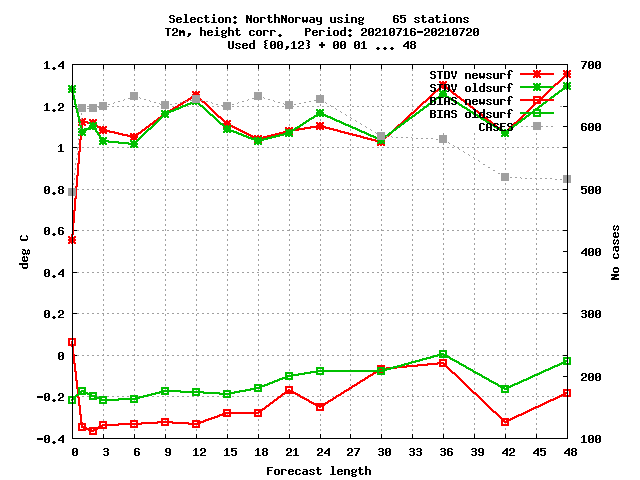 Selection: NorthNorway using    65 stations
T2m, height corr.   Period: 20210716-20210720
Used {00,12} + 00 01 ... 48
1.4
1.2
1
0.8
0.6
0.4
0.2
0
-0.2
-0.4
deg C
700
600
500
400
300
200
100
No cases
STDV newsurf
STDV oldsurf
BIAS newsurf
BIAS oldsurf
CASES
0 3 6 9 12 15 18 21 24 27 30 33 36 39 42 45 48
Forecast length